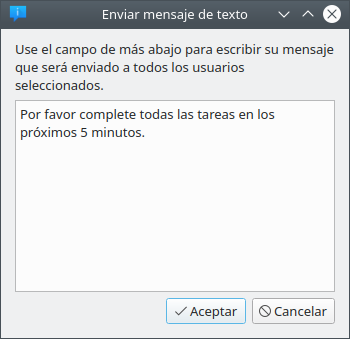 Enviar mensaje de texto
Use el campo de más abajo para escribir su mensaje
que será enviado a todos los usuarios
seleccionados.
Por favor complete todas las tareas en los
próximos 5 minutos.
Aceptar
Cancelar